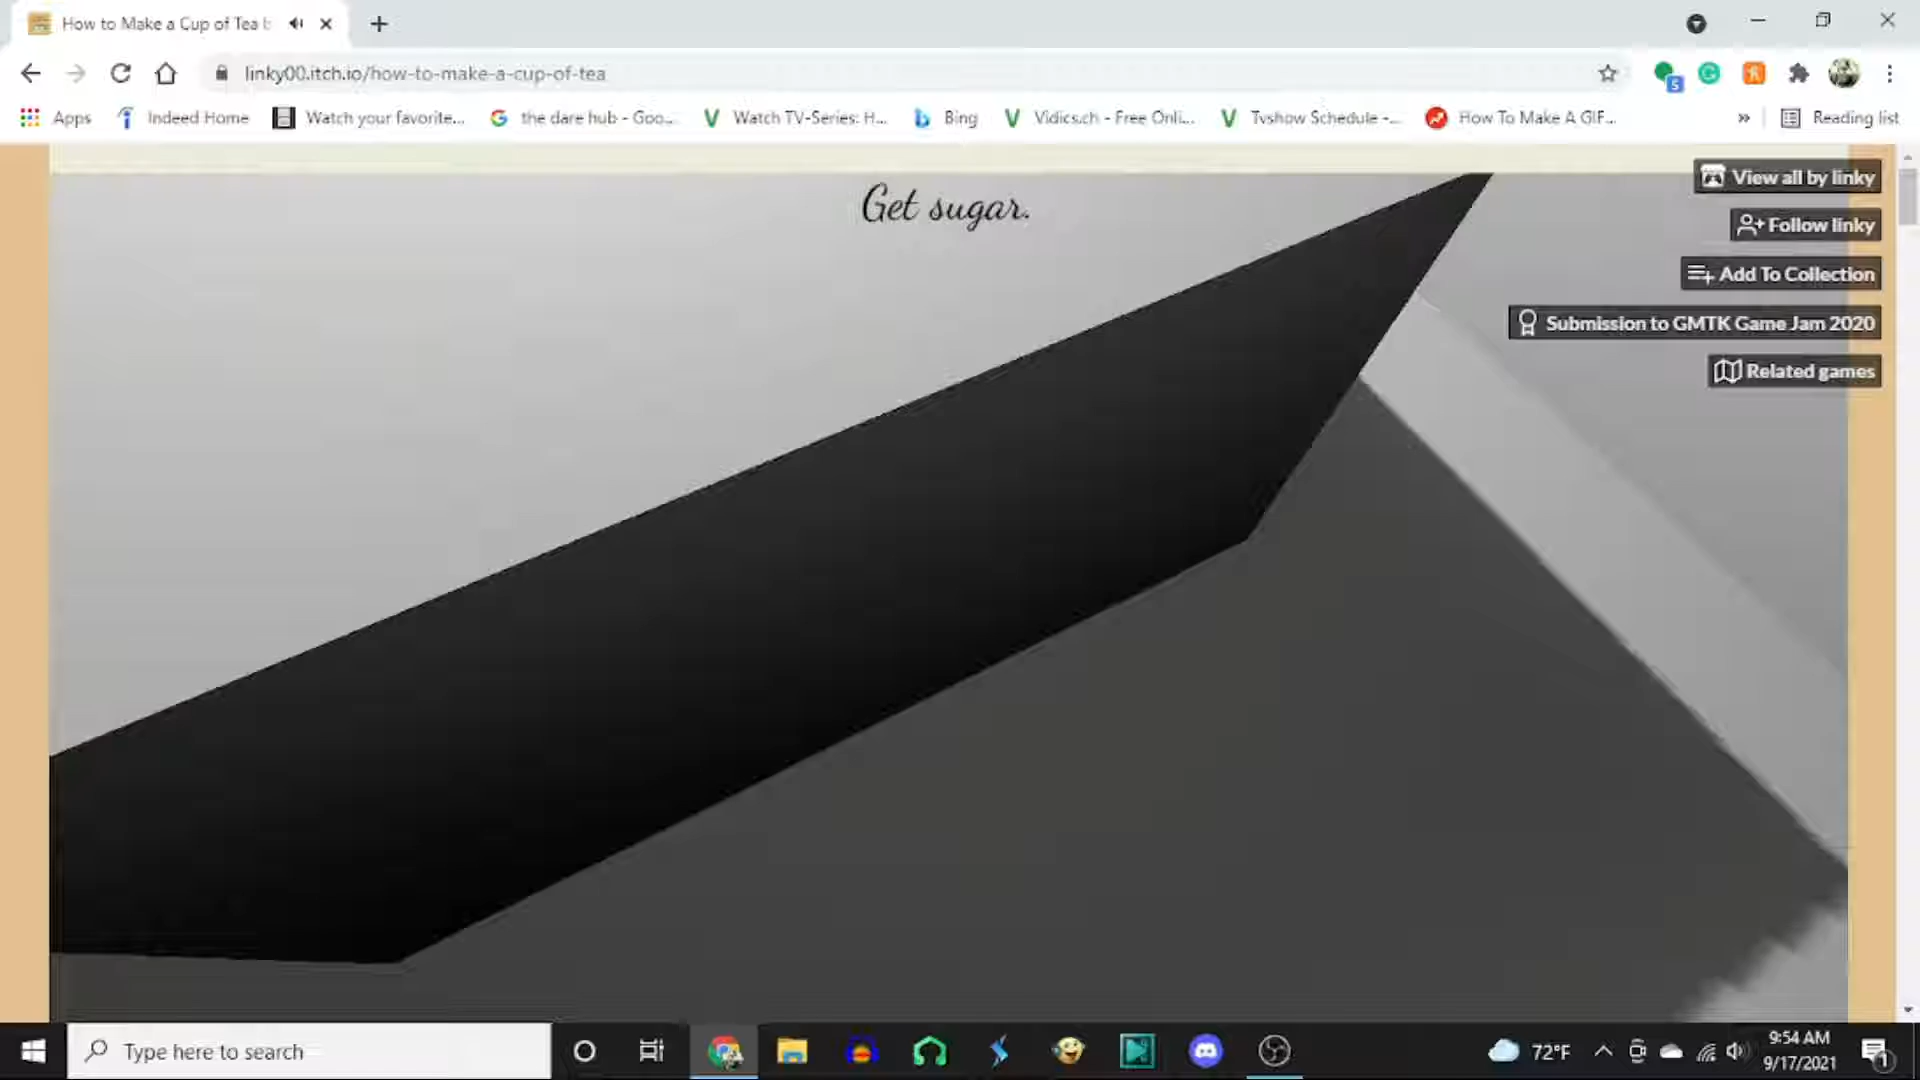 How to Make a Cup of Tea b
linky00.itch.io/how-to-make-a-cup-of-tea
5
Apps Indeed Home Watch your favorite... the dare hub - Goo... Watch TV-Series: H... Bing Vidics.ch - Free Onli... Tvshow Schedule -... How To Make A GIF... » Reading list
Get sugar.
View all by linky
Follow linky
Add To Collection
Submission to GMTK Game Jam 2020
Related games
Type here to search
72°F
9:54 AM
9/17/2021
1